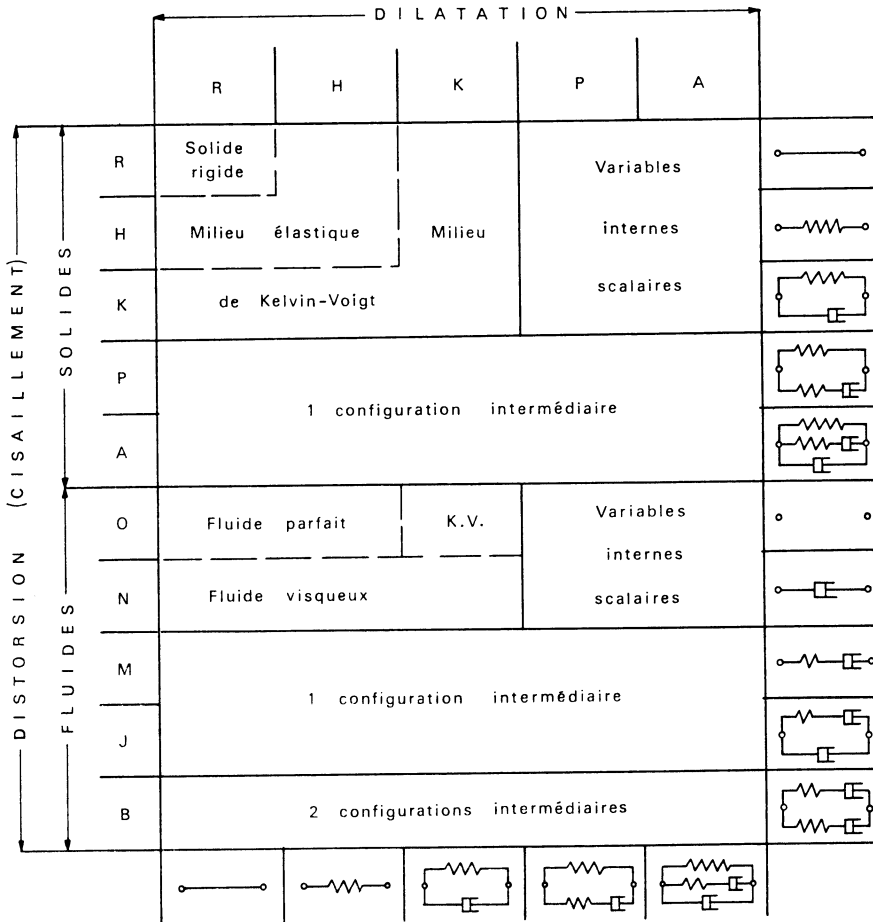 DILATATION
R H K P A
DISTORSION (CISAILLEMENT)
SOLIDES
R
Solide
rigide
Variables
H
Milieu élastique
Milieu
internes
K
de Kelvin-Voigt
scalaires
P
1 configuration intermédiaire
A
FLUIDES
O
Fluide parfait
K.V.
Variables
internes
N
Fluide visqueux
scalaires
M
1 configuration intermédiaire
J
B
2 configurations intermédiaires